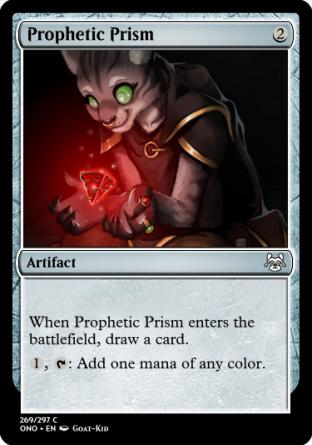 Prophetic Prism 2
Artifact
When Prophetic Prism enters the
battlefield, draw a card.
1, : Add one mana of any color.
269/297 C
ONO • EN Goat-Kid